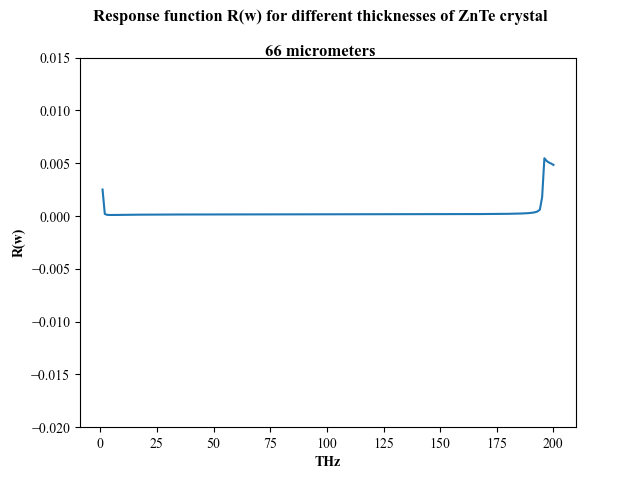 Response function R(w) for different thicknesses of ZnTe crystal
66 micrometers
0.015
0.010
0.005
0.000
−0.005
−0.010
−0.015
−0.020
R(w)
0 25 50 75 100 125 150 175 200
THz